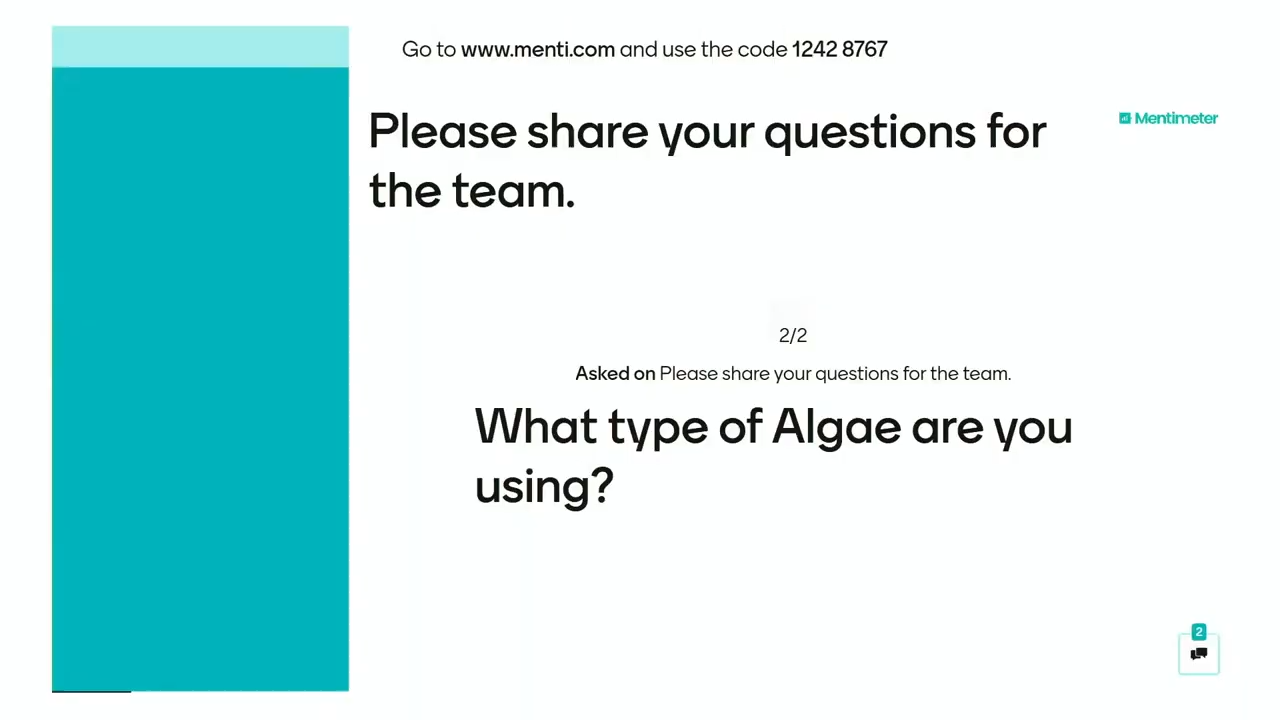 Go to www.menti.com and use the code 1242 8767
Please share your questions for
the team.
Mentimeter
2/2
Asked on Please share your questions for the team.
What type of Algae are you
using?
2